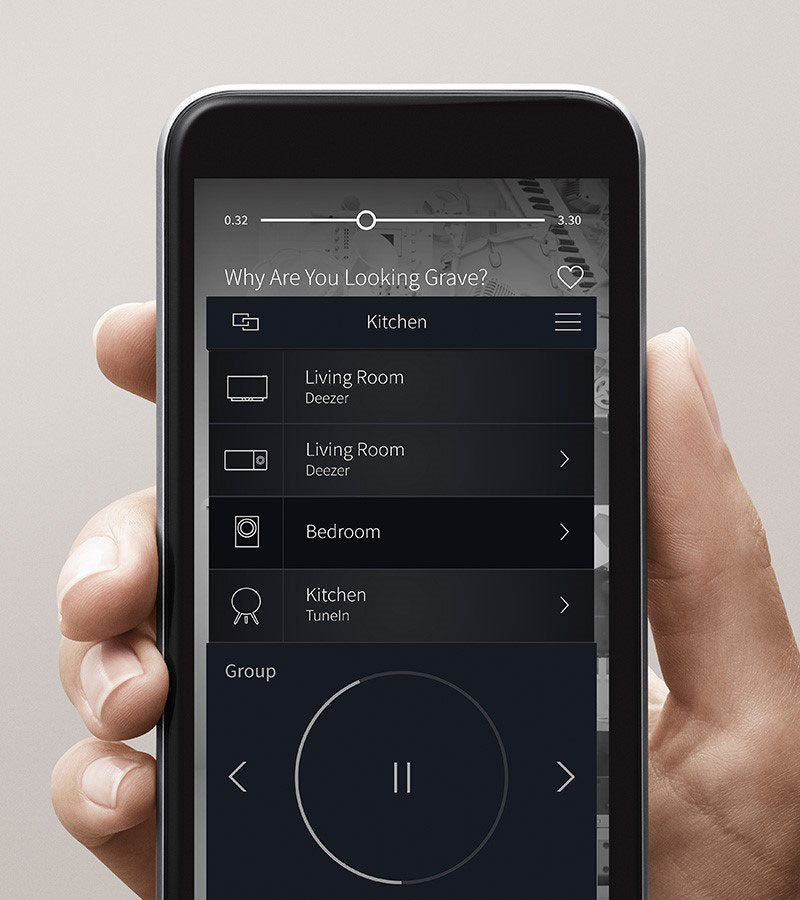 0.32 3.30
Why Are You Looking Grave?
Kitchen
Living Room
Deezer
Living Room
Deezer
Bedroom
Kitchen
TuneIn
Group